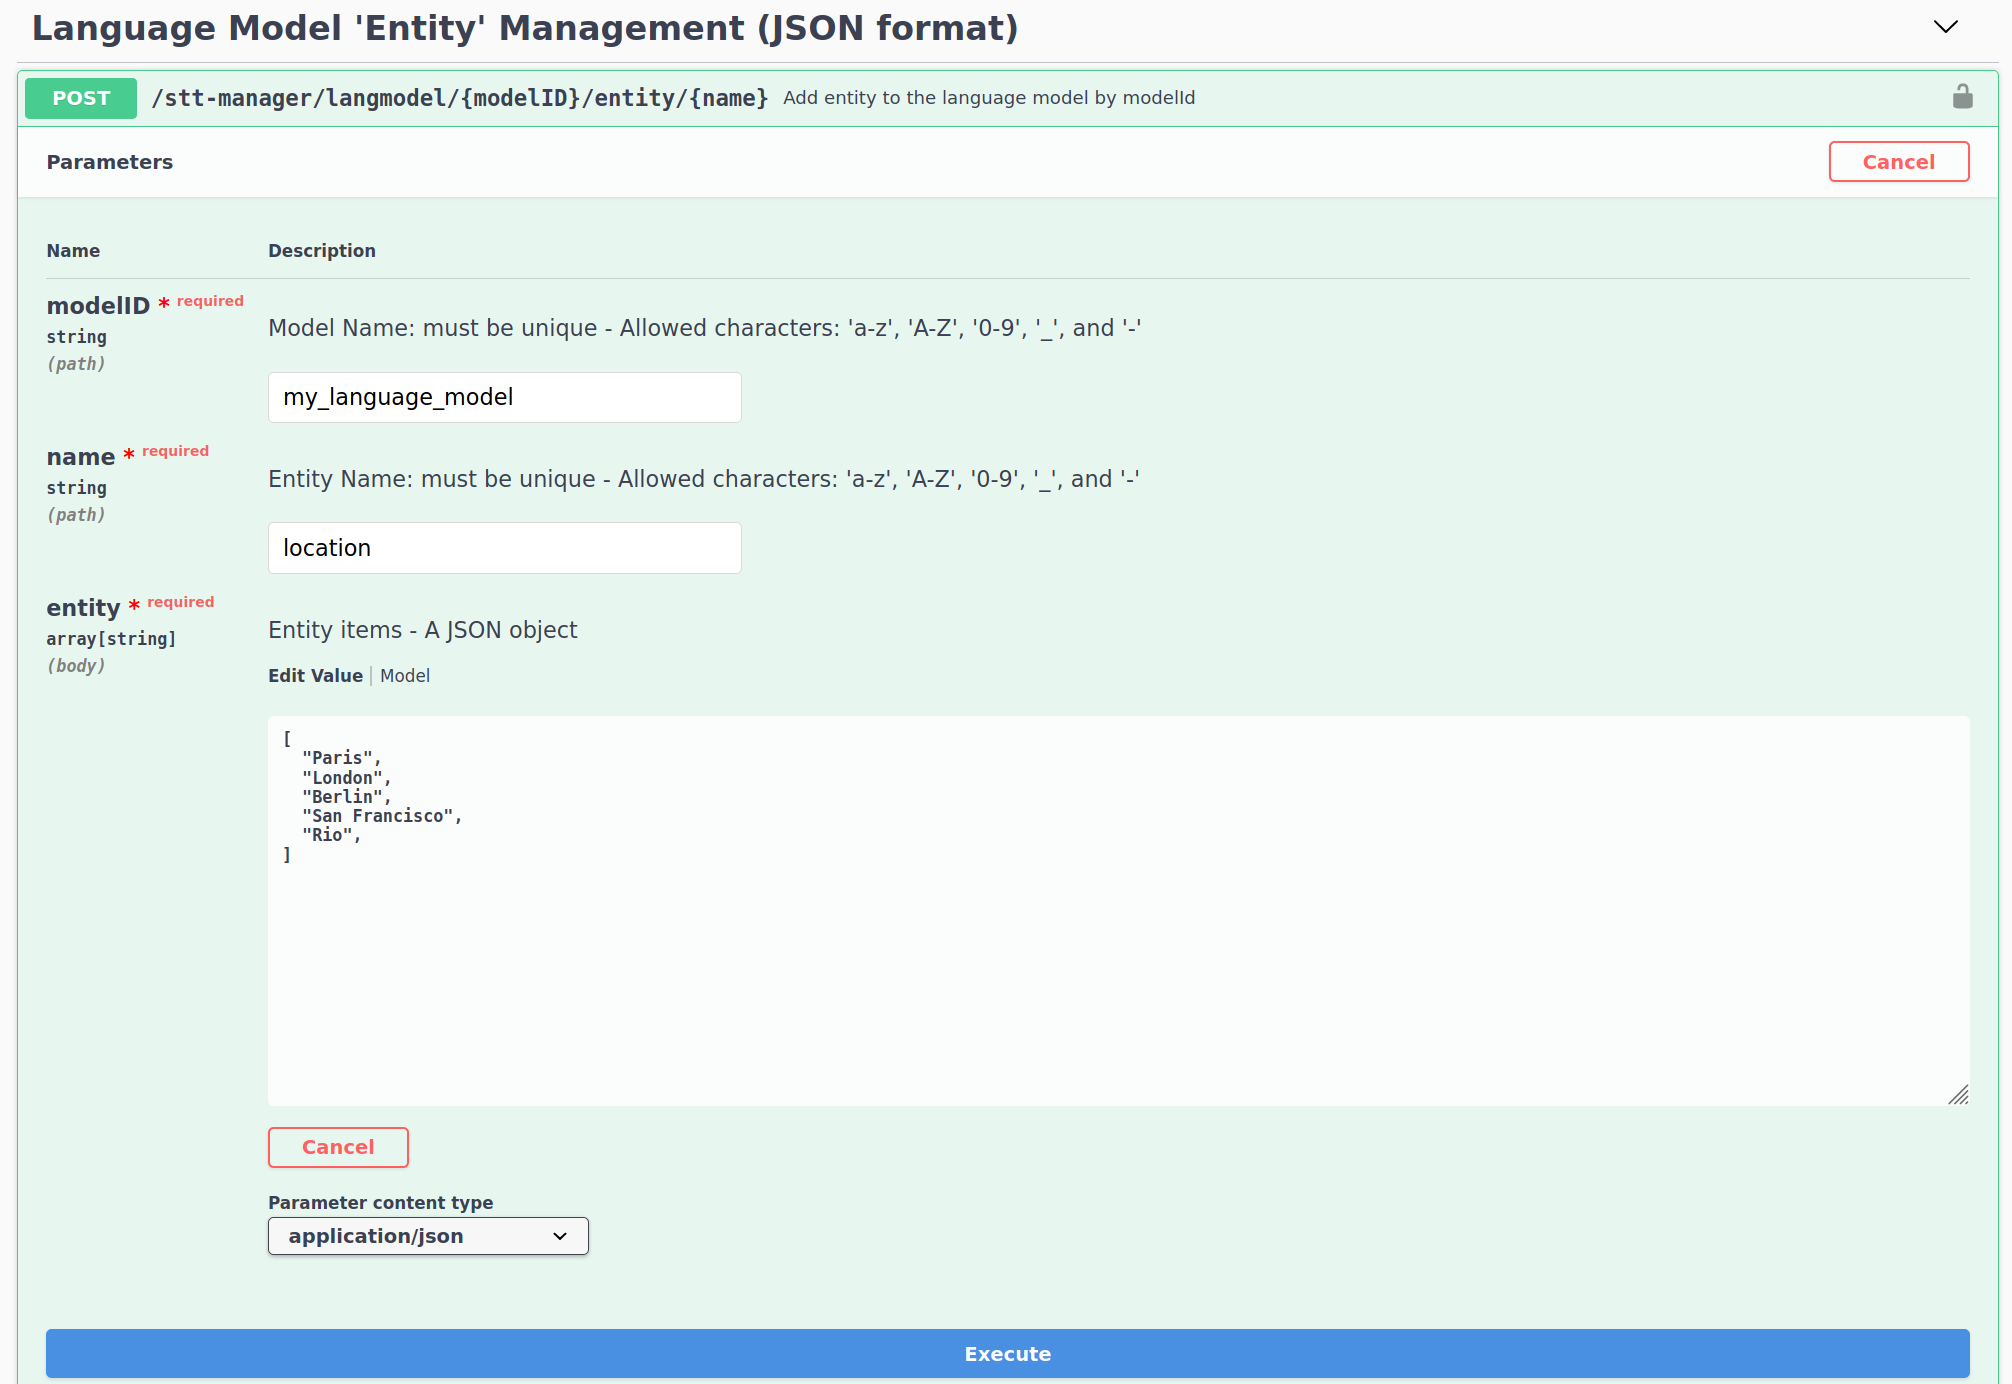 Language Model 'Entity' Management (JSON format)
POST /stt-manager/langmodel/{modelID}/entity/{name} Add entity to the language model by modelId
Parameters Cancel
Name Description
modelID * required
string
(path)
Model Name: must be unique - Allowed characters: 'a-z', 'A-Z', '0-9', '_', and '-'
my_language_model
name * required
string
(path)
Entity Name: must be unique - Allowed characters: 'a-z', 'A-Z', '0-9', '_', and '-'
location
entity * required
array[string]
(body)
Entity items - A JSON object
Edit Value | Model
[
  "Paris",
  "London",
  "Berlin",
  "San Francisco",
  "Rio",
]
Cancel
Parameter content type
application/json
Execute